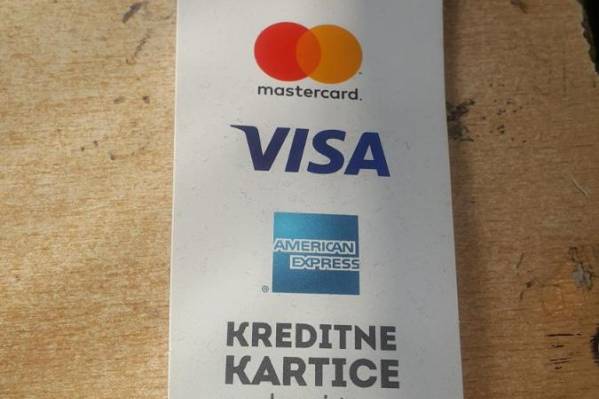 mastercard.
VISA
AMERICAN
EXPRESS
®
KREDITNE
KARTICE